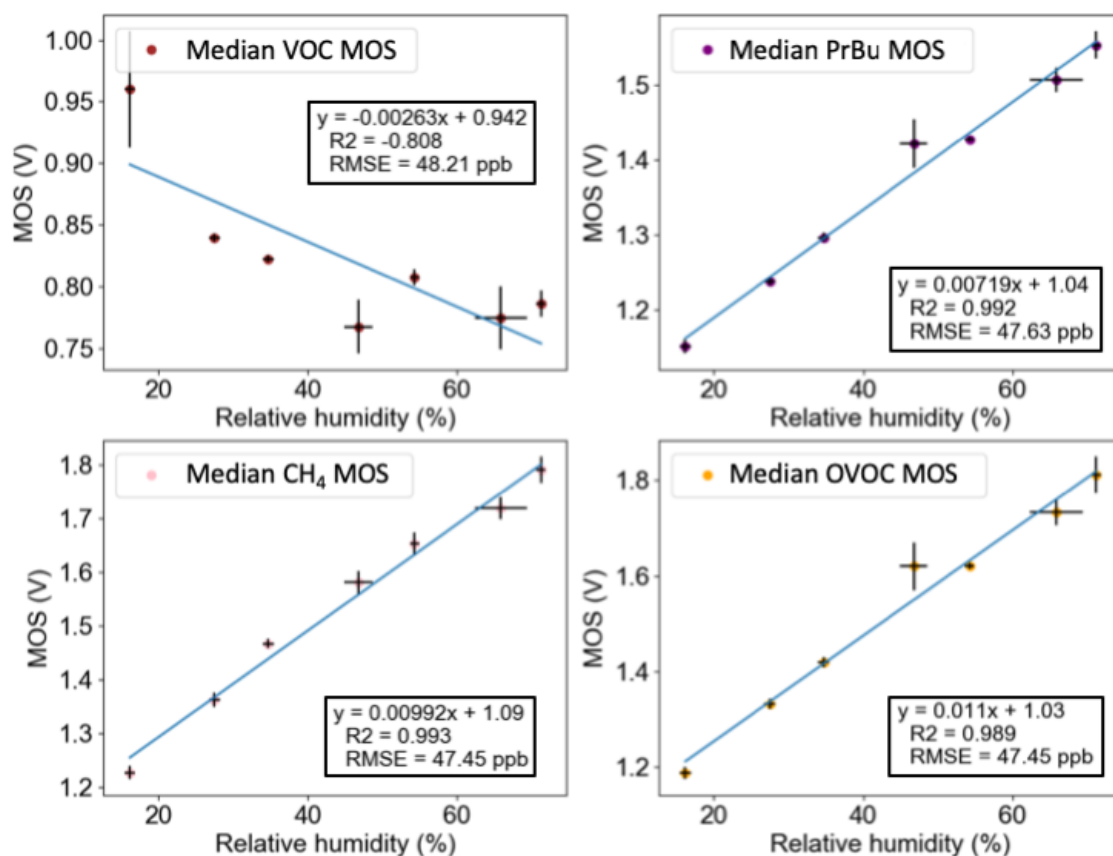 Median VOC MOS
y = -0.00263x + 0.942
R2 = -0.808
RMSE = 48.21 ppb
MOS (V)
1.00
0.95
0.90
0.85
0.80
0.75
20 40 60
Relative humidity (%)
Median PrBu MOS
y = 0.00719x + 1.04
R2 = 0.992
RMSE = 47.63 ppb
MOS (V)
1.5
1.4
1.3
1.2
20 40 60
Relative humidity (%)
Median CH₄ MOS
y = 0.00992x + 1.09
R2 = 0.993
RMSE = 47.45 ppb
MOS (V)
1.8
1.7
1.6
1.5
1.4
1.3
1.2
20 40 60
Relative humidity (%)
Median OVOC MOS
y = 0.011x + 1.03
R2 = 0.989
RMSE = 47.45 ppb
MOS (V)
1.8
1.6
1.4
1.2
20 40 60
Relative humidity (%)